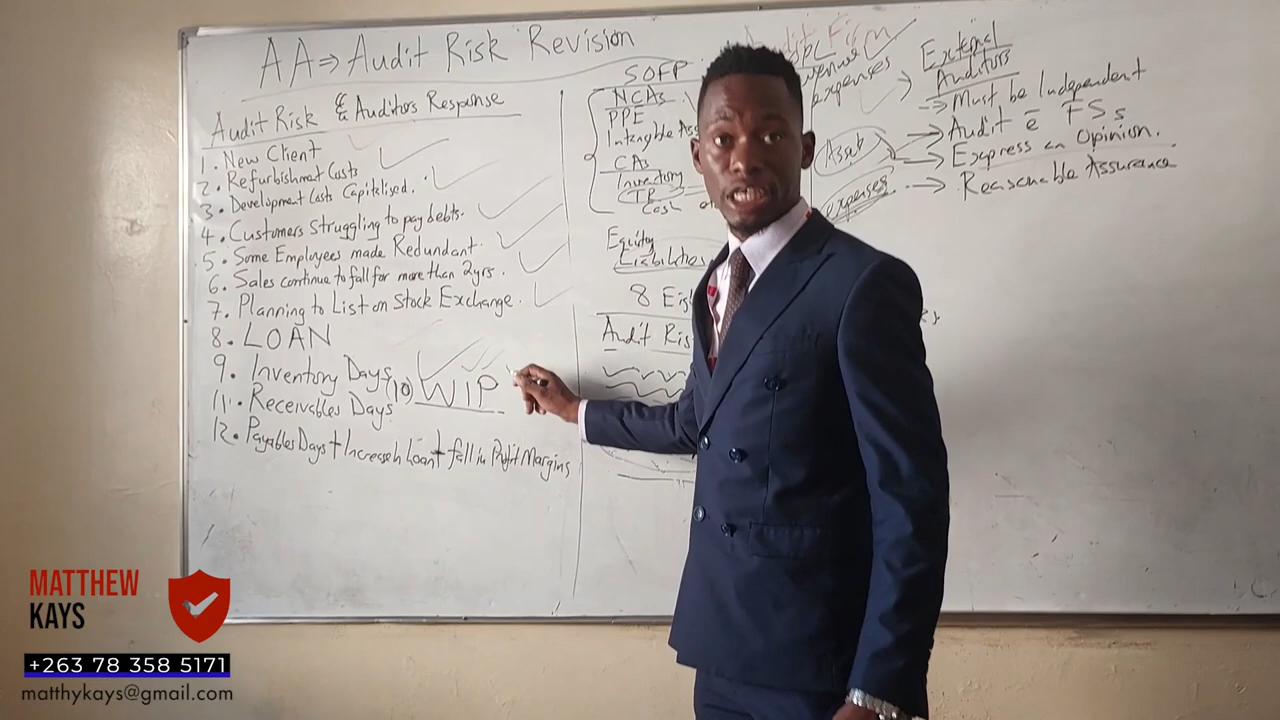 AA ⇒ Audit Risk Revision
Audit Risk & Auditors Response
1. New Client
2. Refurbishment Costs
3. Development Costs Capitalised.
4. Customers Struggling to pay debts.
5. Some Employees made Redundant.
6. Sales continue to fall for more than 2yrs.
7. Planning to List on Stock Exchange.
8. LOAN
9. Inventory Days
(10) WIP
11. Receivables Days
12. Payables Days + Increase in Loan + fall in Profit Margins
SOFP
NCAs
PPE
Intangible Ass
CAs
Inventory
TR
Cash
Equity
Liabilities
8
Audit Ris
Audit Firm
expenses
Asset
expenses
External
Auditors
→ Must be Independent
→ Audit ē FSs
→ Express an Opinion.
→ Reasonable Assurance
MATTHEW
KAYS
+263 78 358 5171
matthykays@gmail.com